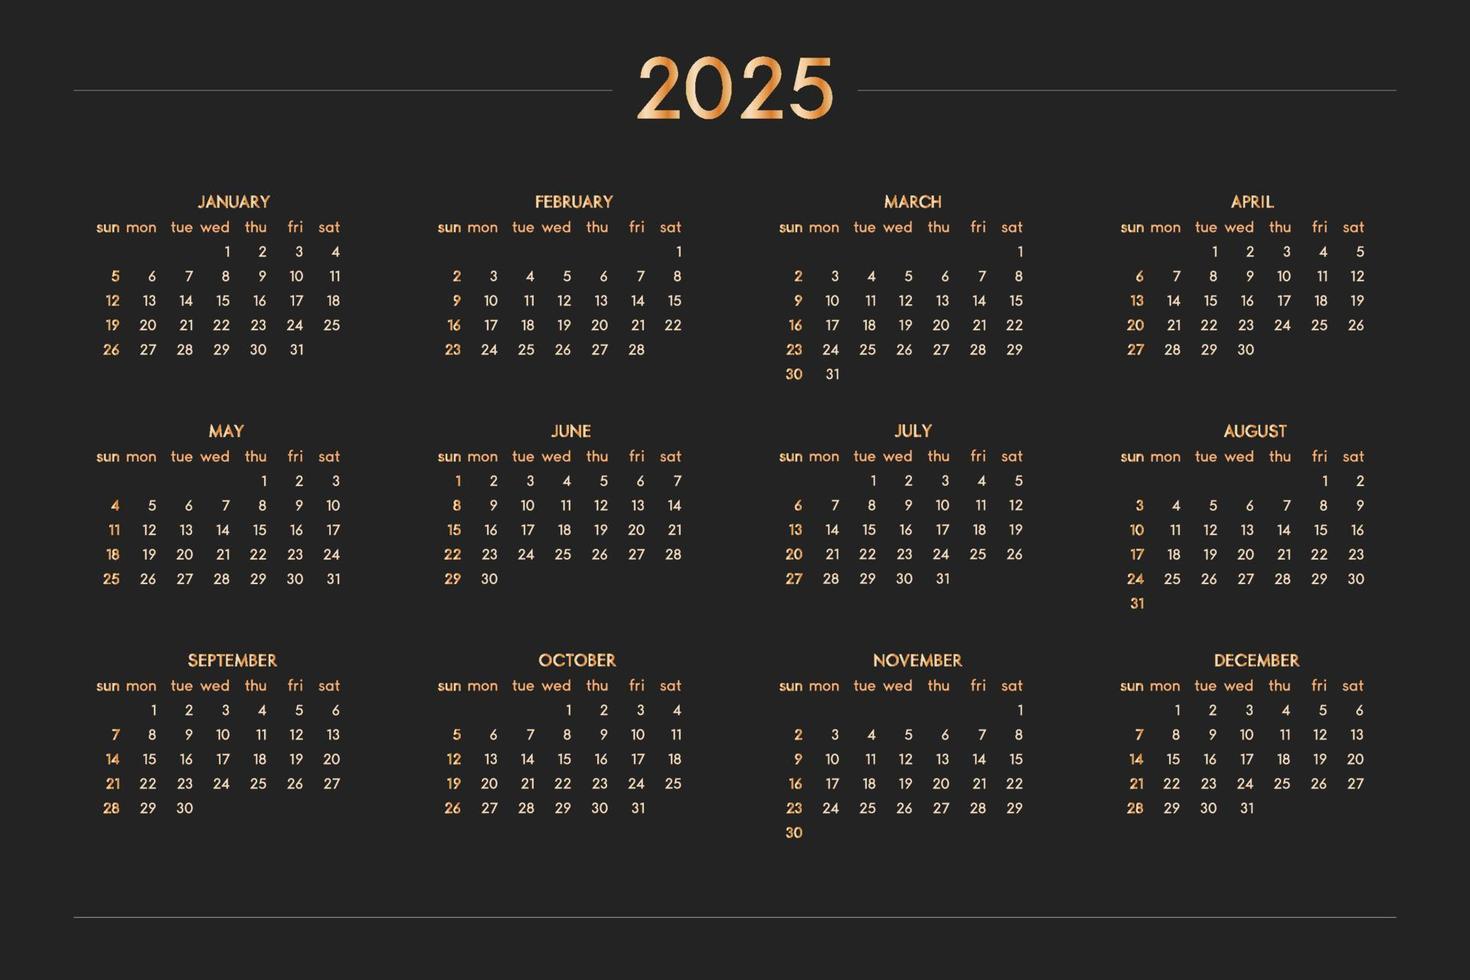 2025
JANUARY
sun mon tue wed thu fri sat
1 2 3 4
5 6 7 8 9 10 11
12 13 14 15 16 17 18
19 20 21 22 23 24 25
26 27 28 29 30 31
FEBRUARY
sun mon tue wed thu fri sat
1
2 3 4 5 6 7 8
9 10 11 12 13 14 15
16 17 18 19 20 21 22
23 24 25 26 27 28
MARCH
sun mon tue wed thu fri sat
1
2 3 4 5 6 7 8
9 10 11 12 13 14 15
16 17 18 19 20 21 22
23 24 25 26 27 28 29
30 31
APRIL
sun mon tue wed thu fri sat
1 2 3 4 5
6 7 8 9 10 11 12
13 14 15 16 17 18 19
20 21 22 23 24 25 26
27 28 29 30
MAY
sun mon tue wed thu fri sat
1 2 3
4 5 6 7 8 9 10
11 12 13 14 15 16 17
18 19 20 21 22 23 24
25 26 27 28 29 30 31
JUNE
sun mon tue wed thu fri sat
1 2 3 4 5 6 7
8 9 10 11 12 13 14
15 16 17 18 19 20 21
22 23 24 25 26 27 28
29 30
JULY
sun mon tue wed thu fri sat
1 2 3 4 5
6 7 8 9 10 11 12
13 14 15 16 17 18 19
20 21 22 23 24 25 26
27 28 29 30 31
AUGUST
sun mon tue wed thu fri sat
1 2
3 4 5 6 7 8 9
10 11 12 13 14 15 16
17 18 19 20 21 22 23
24 25 26 27 28 29 30
31
SEPTEMBER
sun mon tue wed thu fri sat
1 2 3 4 5 6
7 8 9 10 11 12 13
14 15 16 17 18 19 20
21 22 23 24 25 26 27
28 29 30
OCTOBER
sun mon tue wed thu fri sat
1 2 3 4
5 6 7 8 9 10 11
12 13 14 15 16 17 18
19 20 21 22 23 24 25
26 27 28 29 30 31
NOVEMBER
sun mon tue wed thu fri sat
1
2 3 4 5 6 7 8
9 10 11 12 13 14 15
16 17 18 19 20 21 22
23 24 25 26 27 28 29
30
DECEMBER
sun mon tue wed thu fri sat
1 2 3 4 5 6
7 8 9 10 11 12 13
14 15 16 17 18 19 20
21 22 23 24 25 26 27
28 29 30 31